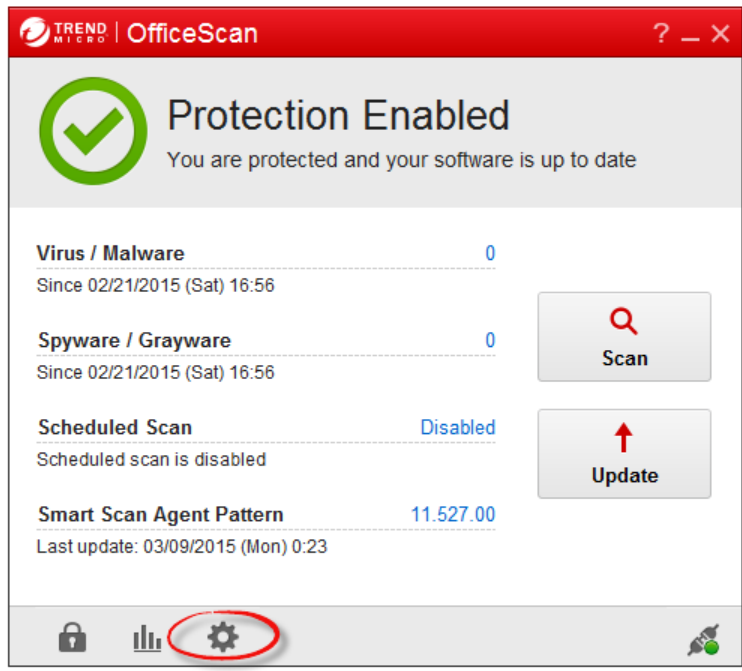 TREND MICRO | OfficeScan ? _ ×
Protection Enabled
You are protected and your software is up to date
Virus / Malware 0
Since 02/21/2015 (Sat) 16:56
Spyware / Grayware 0
Since 02/21/2015 (Sat) 16:56
Scheduled Scan Disabled
Scheduled scan is disabled
Smart Scan Agent Pattern 11.527.00
Last update: 03/09/2015 (Mon) 0:23
Scan
Update